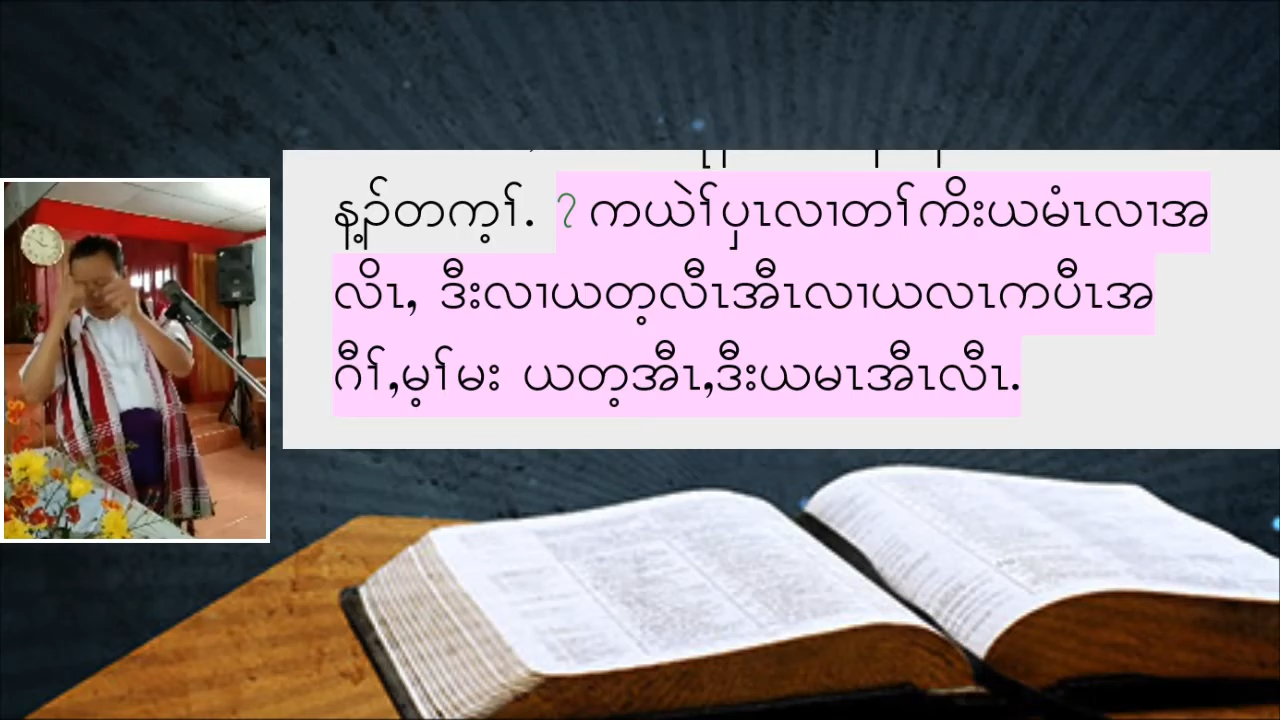 န့ၣ်တက့ၢ်. ၇ ကယဲၢ်ပှၤလၢတၢ်ကိးယမံၤလၢအ
လိၤ, ဒီးလၢယတ့လီၤအီၤလၢယလၤကပီၤအ
ဂီၢ်,မ့ၢ်မး ယတ့အီၤ,ဒီးယမၤအီၤလီၤ.